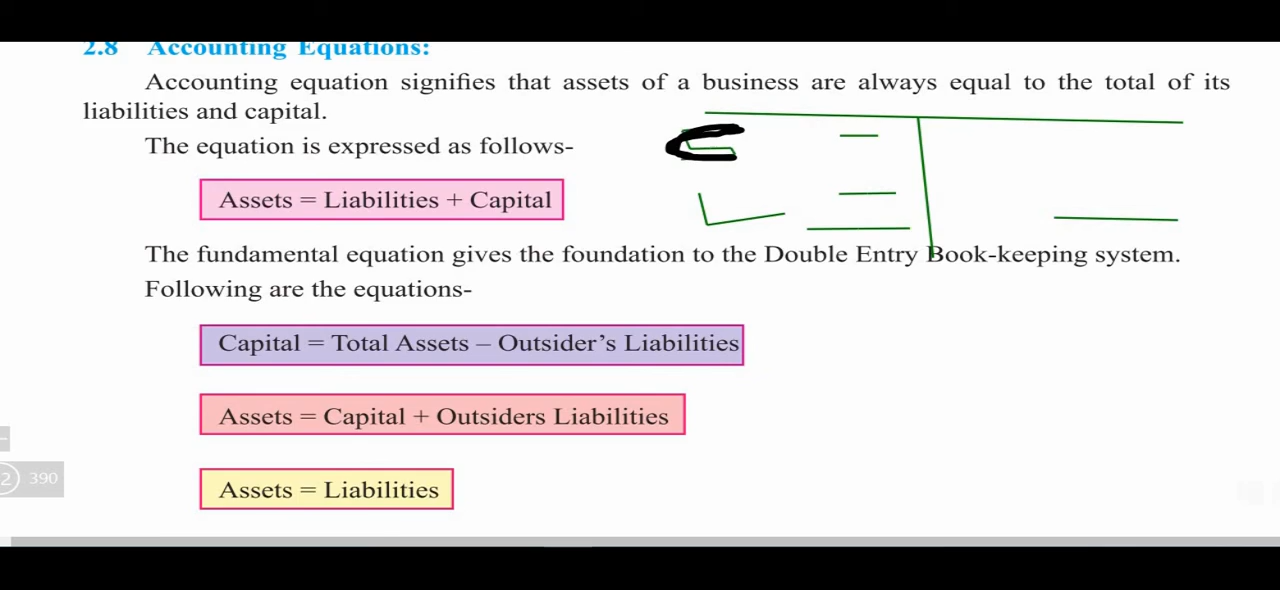 2.8 Accounting Equations:
Accounting equation signifies that assets of a business are always equal to the total of its
liabilities and capital.
The equation is expressed as follows-
Assets = Liabilities + Capital
The fundamental equation gives the foundation to the Double Entry Book-keeping system.
Following are the equations-
Capital = Total Assets – Outsider’s Liabilities
Assets = Capital + Outsiders Liabilities
2 390
Assets = Liabilities